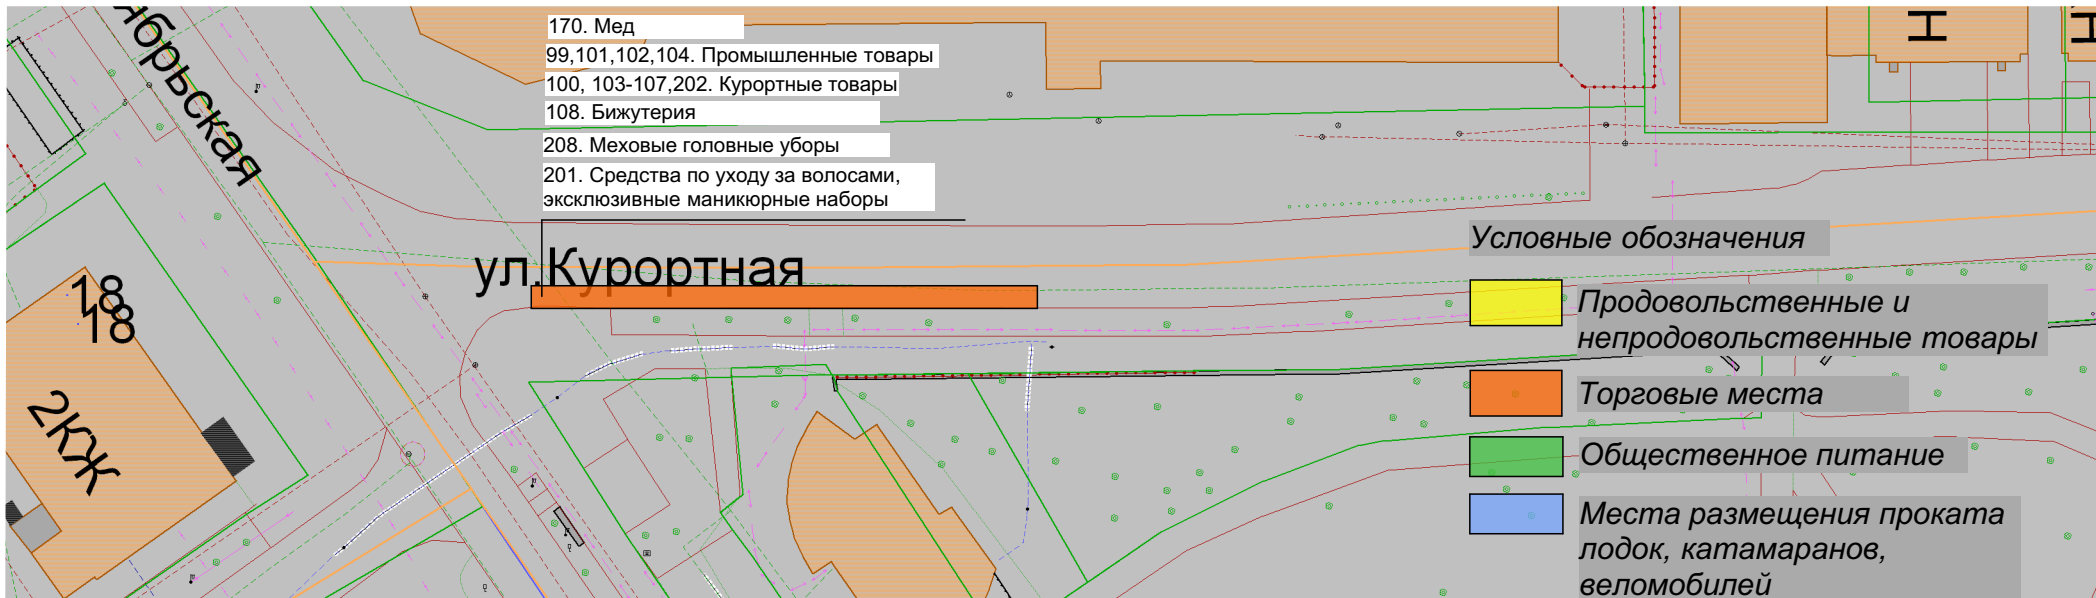 170. Мед
99,101,102,104. Промышленные товары
100, 103-107,202. Курортные товары
108. Бижутерия
208. Меховые головные уборы
201. Средства по уходу за волосами,
эксклюзивные маникюрные наборы
ябрьская
ул.Курортная
18
18
2КЖ
Н
Н
Условные обозначения
Продовольственные и
непродовольственные товары
Торговые места
Общественное питание
Места размещения проката
лодок, катамаранов,
веломобилей